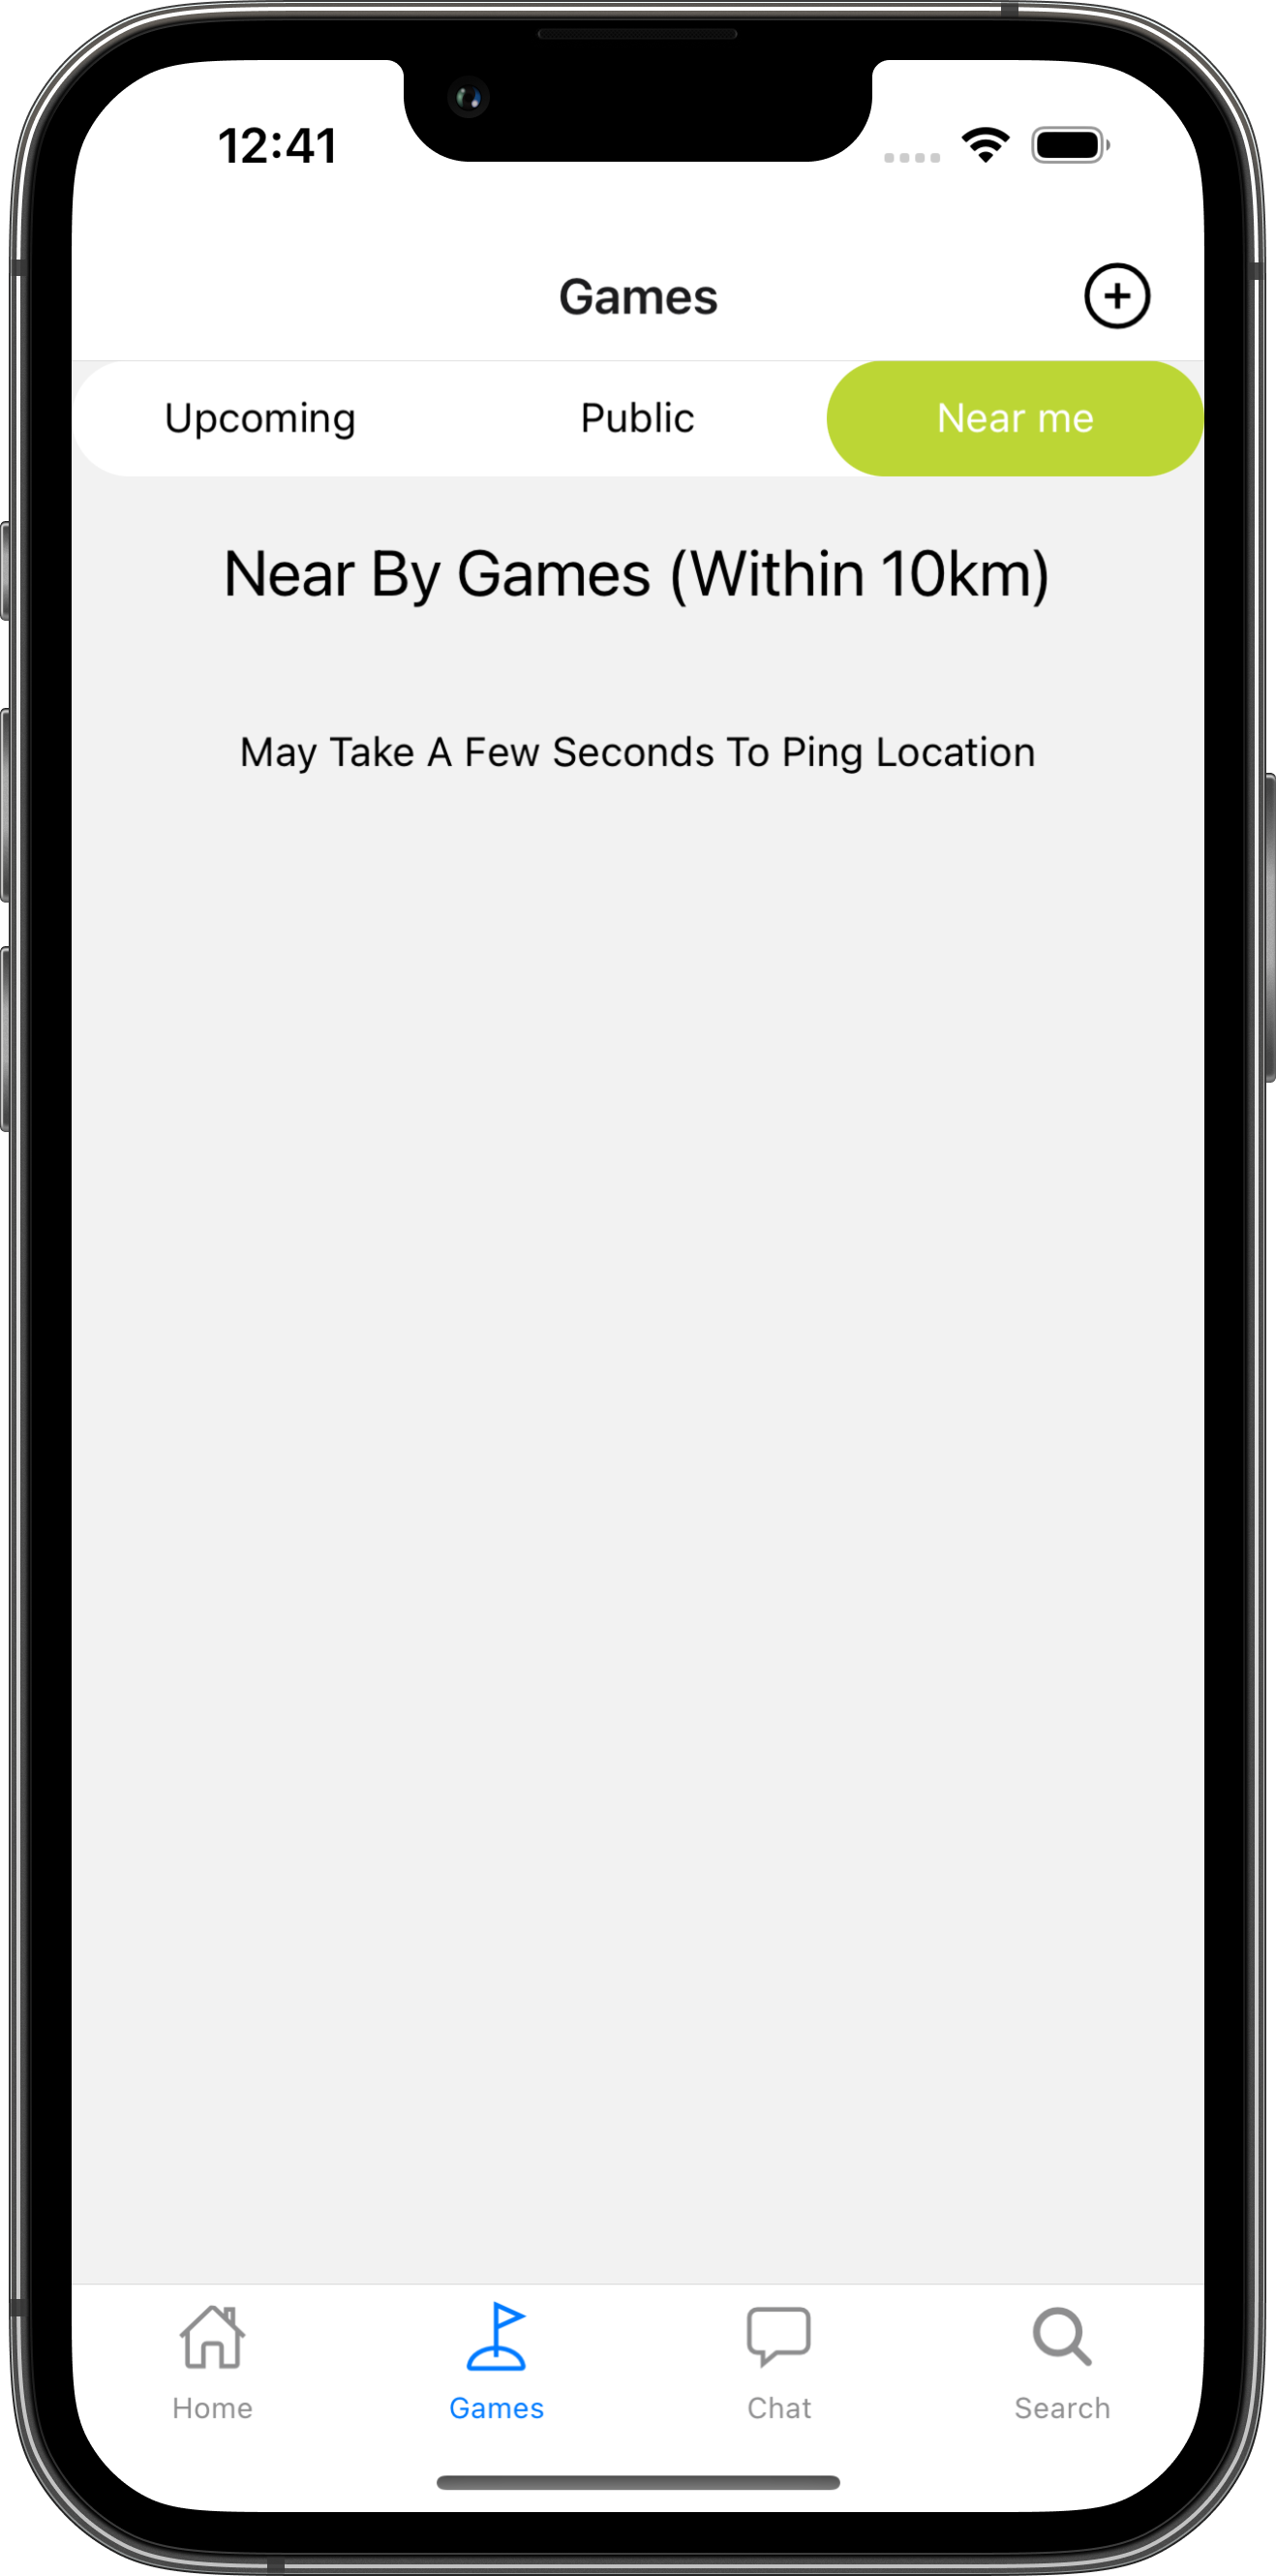 12:41
Games
Upcoming Public Near me
Near By Games (Within 10km)
May Take A Few Seconds To Ping Location
Home Games Chat Search